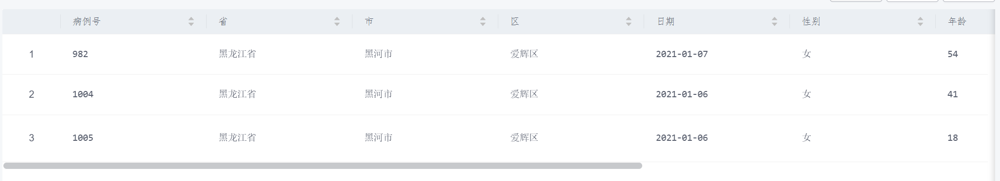 病例号 省 市 区 日期 性别 年龄
1 982 黑龙江省 黑河市 爱辉区 2021-01-07 女 54
2 1004 黑龙江省 黑河市 爱辉区 2021-01-06 女 41
3 1005 黑龙江省 黑河市 爱辉区 2021-01-06 女 18